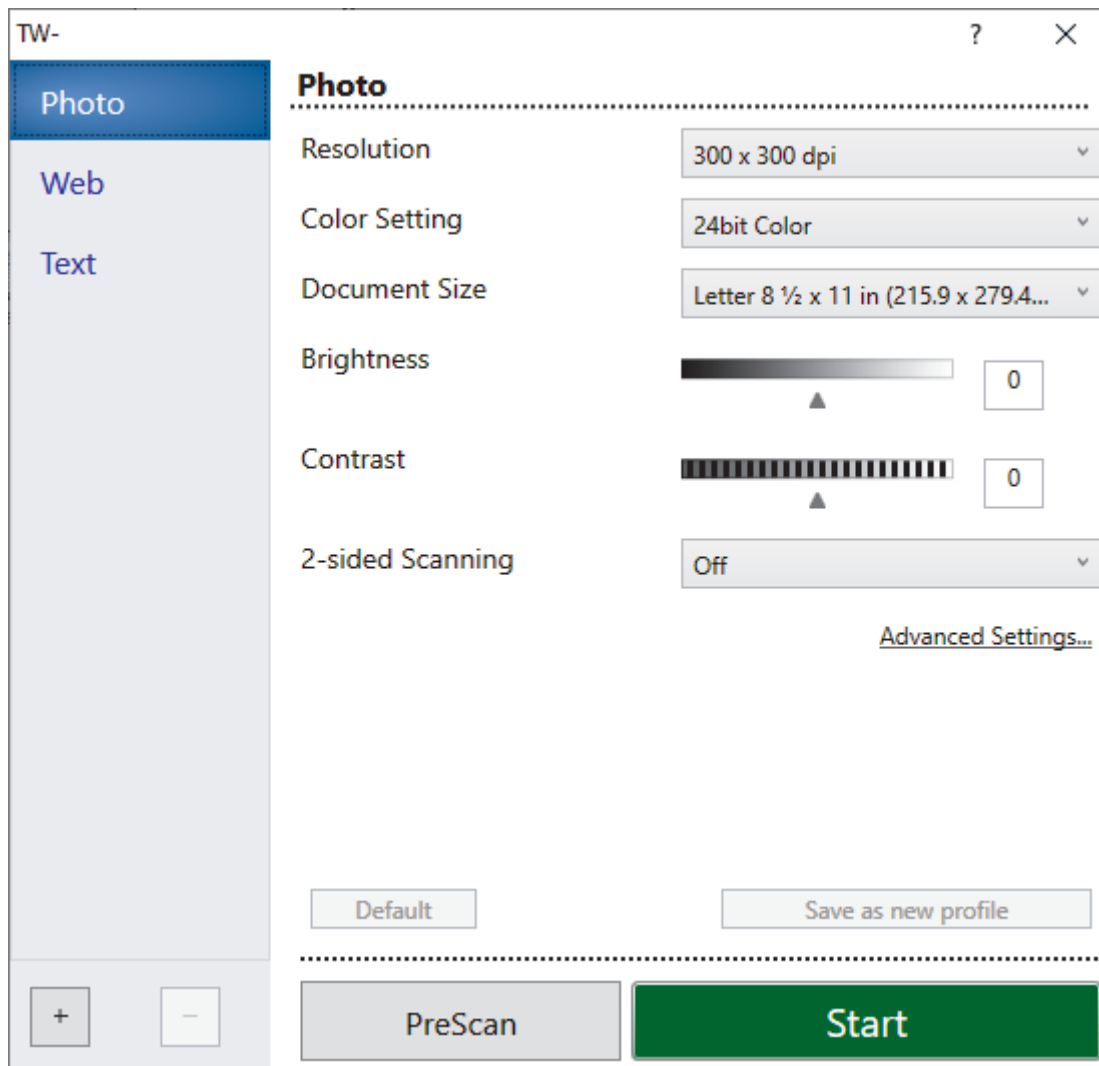 TW-
?
Photo
Web
Text
+
−
Photo
Resolution
300 x 300 dpi
Color Setting
24bit Color
Document Size
Letter 8 ½ x 11 in (215.9 x 279.4...
Brightness
0
Contrast
0
2-sided Scanning
Off
Advanced Settings...
Default
Save as new profile
PreScan
Start